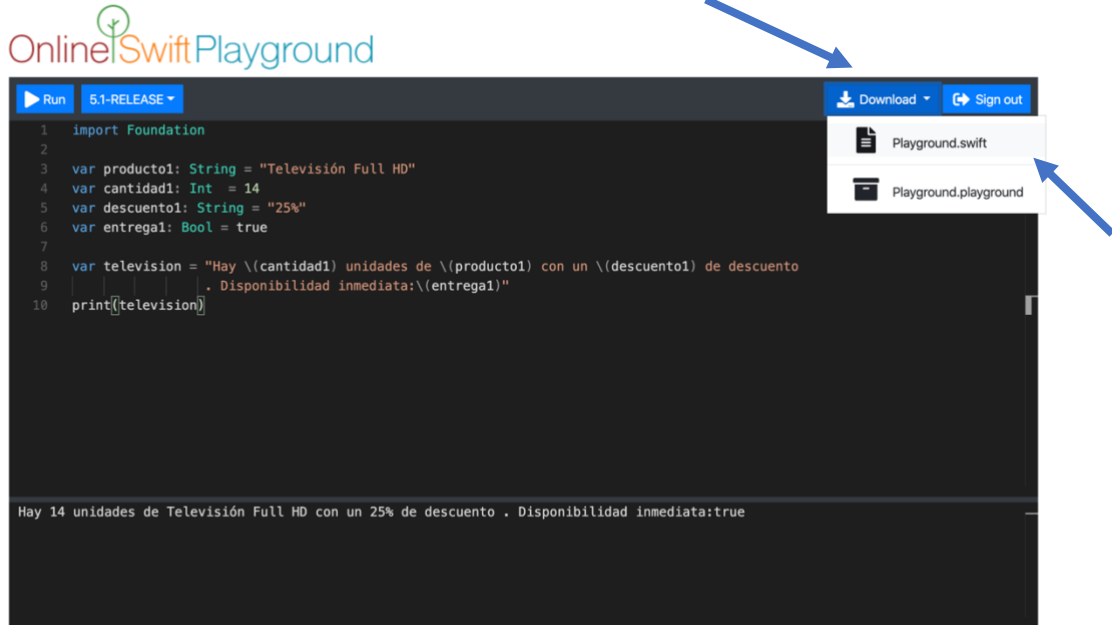 Online Swift Playground
Run 5.1-RELEASE Download Sign out
Playground.swift
Playground.playground
1 import Foundation
2
3 var producto1: String = "Televisión Full HD"
4 var cantidad1: Int  = 14
5 var descuento1: String = "25%"
6 var entrega1: Bool = true
7
8 var television = "Hay \(cantidad1) unidades de \(producto1) con un \(descuento1) de descuento
9 . Disponibilidad inmediata:\(entrega1)"
10 print(television)
Hay 14 unidades de Televisión Full HD con un 25% de descuento . Disponibilidad inmediata:true